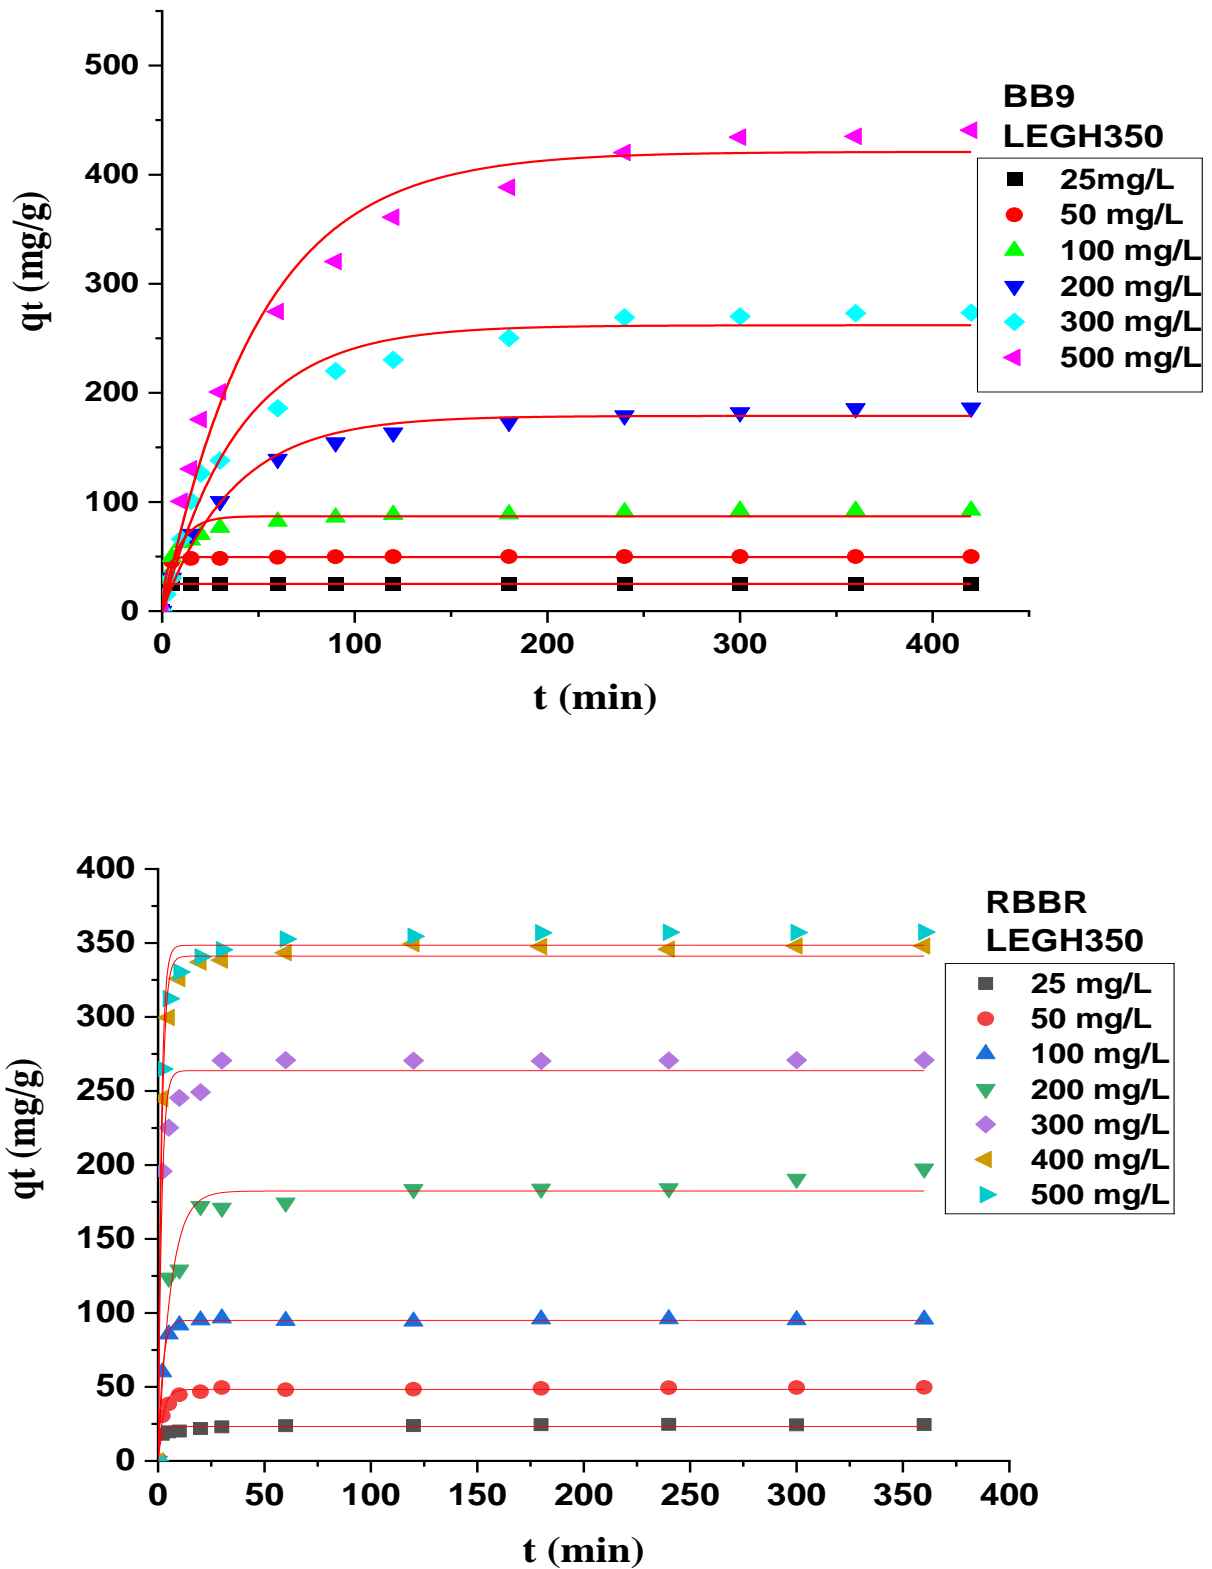 500
400
300
200
100
0
qt (mg/g)
0 100 200 300 400
t (min)
BB9
LEGH350
25mg/L
50 mg/L
100 mg/L
200 mg/L
300 mg/L
500 mg/L
400
350
300
250
200
150
100
50
0
qt (mg/g)
0 50 100 150 200 250 300 350 400
t (min)
RBBR
LEGH350
25 mg/L
50 mg/L
100 mg/L
200 mg/L
300 mg/L
400 mg/L
500 mg/L